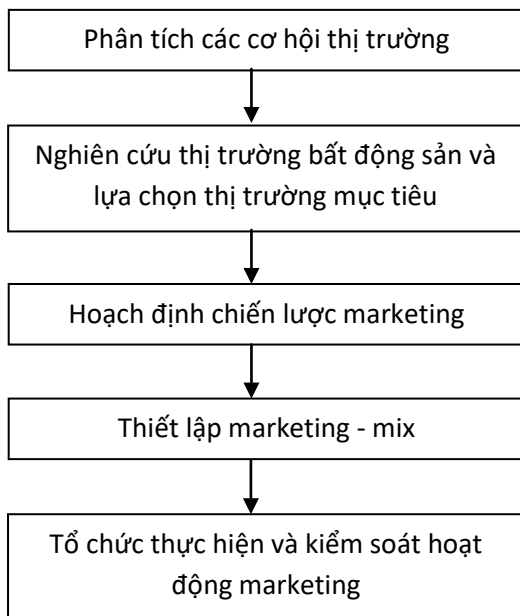 Phân tích các cơ hội thị trường
Nghiên cứu thị trường bất động sản và
lựa chọn thị trường mục tiêu
Hoạch định chiến lược marketing
Thiết lập marketing - mix
Tổ chức thực hiện và kiểm soát hoạt
động marketing